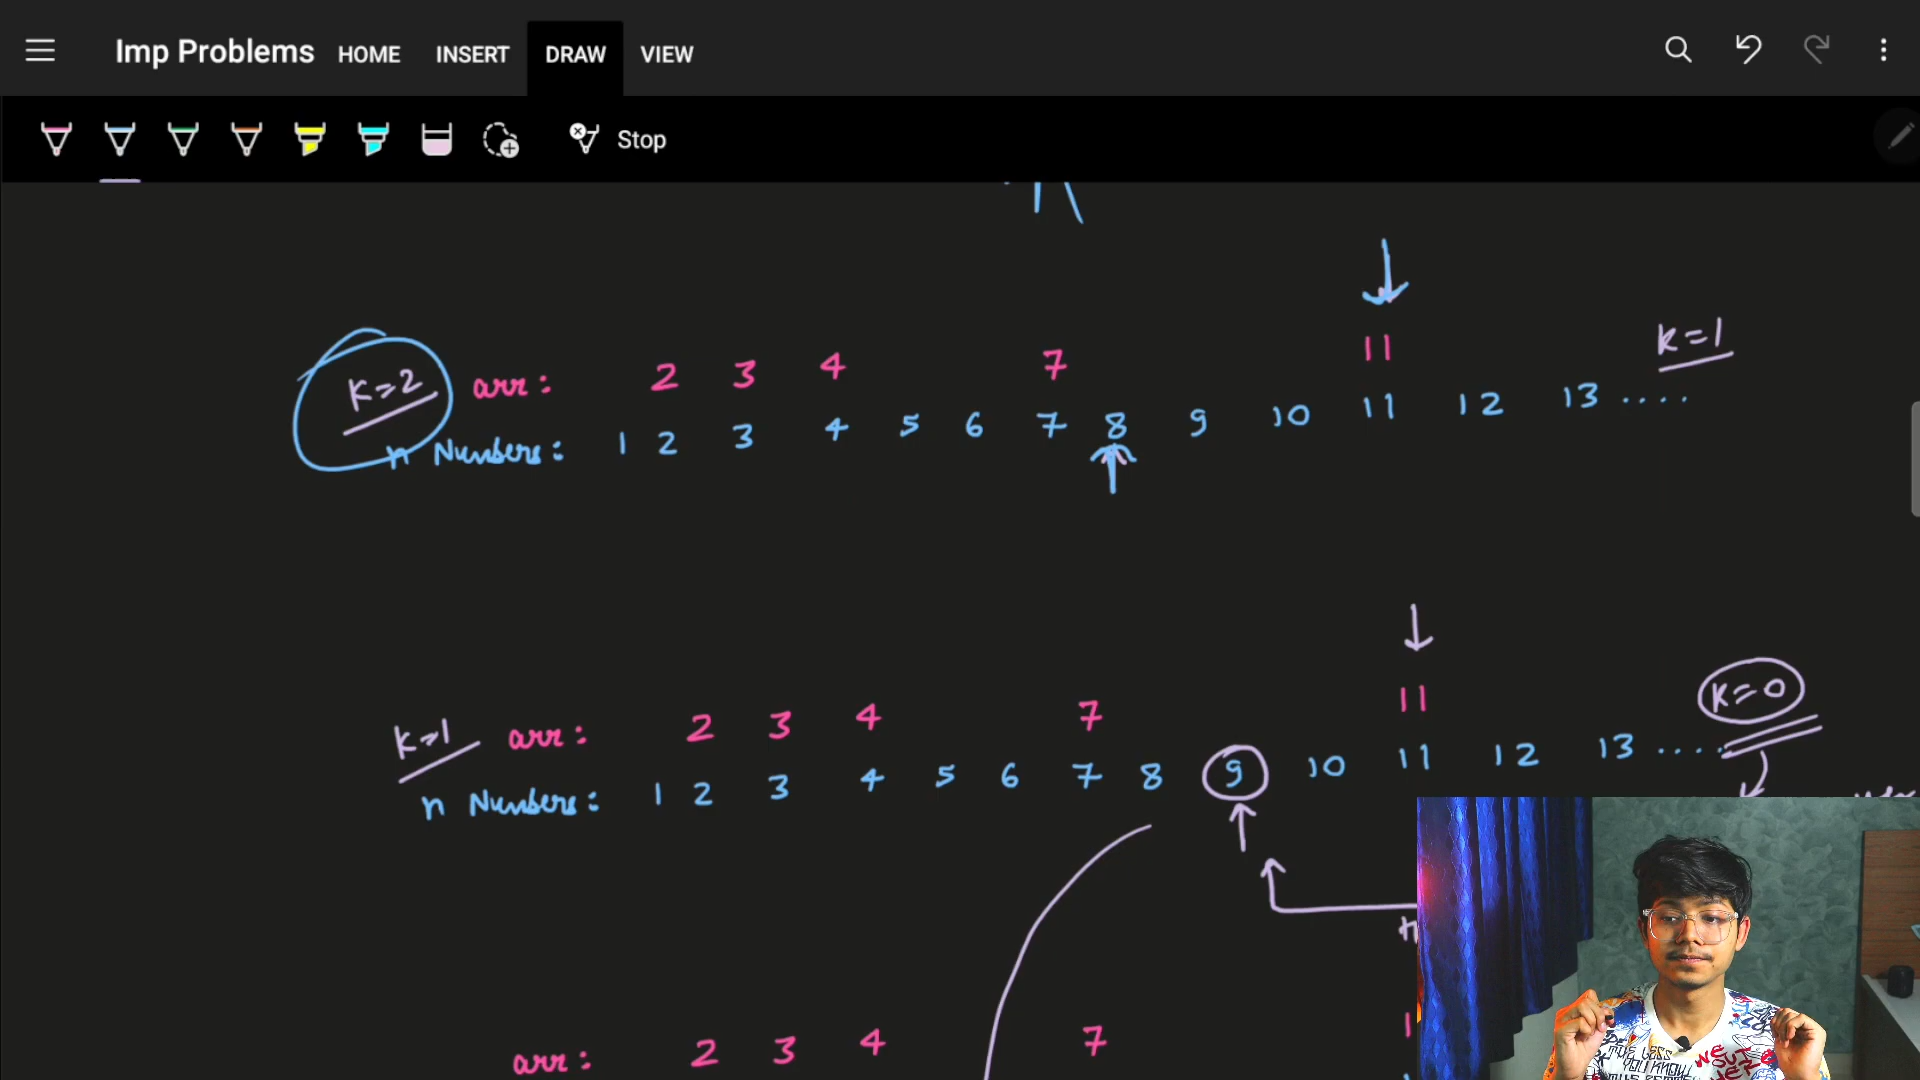 Imp Problems HOME INSERT DRAW VIEW
Stop
11 K=1
K=2 arr: 2 3 4 7
n Numbers: 1 2 3 4 5 6 7 8 9 10 11 12 13 ....
11 K=0
K=1 arr: 2 3 4 7
n Numbers: 1 2 3 4 5 6 7 8 9 10 11 12 13 ....
arr: 2 3 4 7